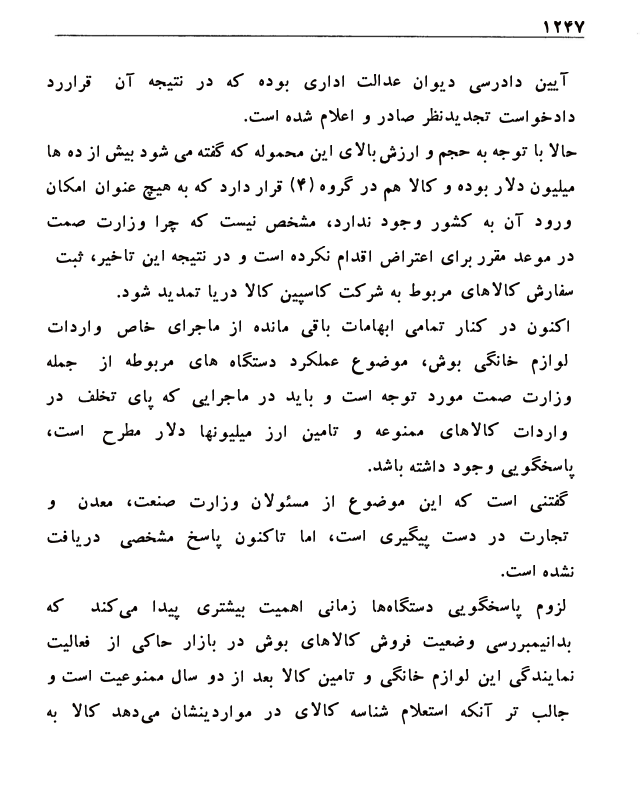 ۱۲۴۷
آیین دادرسی دیوان عدالت اداری بوده که در نتیجه آن قراررد
دادخواست تجدیدنظر صادر و اعلام شده است.
حالا با توجه به حجم و ارزش بالای این محموله که گفته می شود بیش از ده ها
میلیون دلار بوده و کالا هم در گروه (۴) قرار دارد که به هیچ عنوان امکان
ورود آن به کشور وجود ندارد، مشخص نیست که چرا وزارت صمت
در موعد مقرر برای اعتراض اقدام نکرده است و در نتیجه این تاخیر، ثبت
سفارش کالاهای مربوط به شرکت کاسپین کالا دریا تمدید شود.
اکنون در کنار تمامی ابهامات باقی مانده از ماجرای خاص واردات
لوازم خانگی بوش، موضوع عملکرد دستگاه های مربوطه از جمله
وزارت صمت مورد توجه است و باید در ماجرایی که پای تخلف در
واردات کالاهای ممنوعه و تامین ارز میلیونها دلار مطرح است،
پاسخگویی وجود داشته باشد.
گفتنی است که این موضوع از مسئولان وزارت صنعت، معدن و
تجارت در دست پیگیری است، اما تاکنون پاسخ مشخصی دریافت
نشده است.
لزوم پاسخگویی دستگاه‌ها زمانی اهمیت بیشتری پیدا می‌کند که
بدانیمبررسی وضعیت فروش کالاهای بوش در بازار حاکی از فعالیت
نمایندگی این لوازم خانگی و تامین کالا بعد از دو سال ممنوعیت است و
جالب تر آنکه استعلام شناسه کالای در مواردینشان می‌دهد کالا به